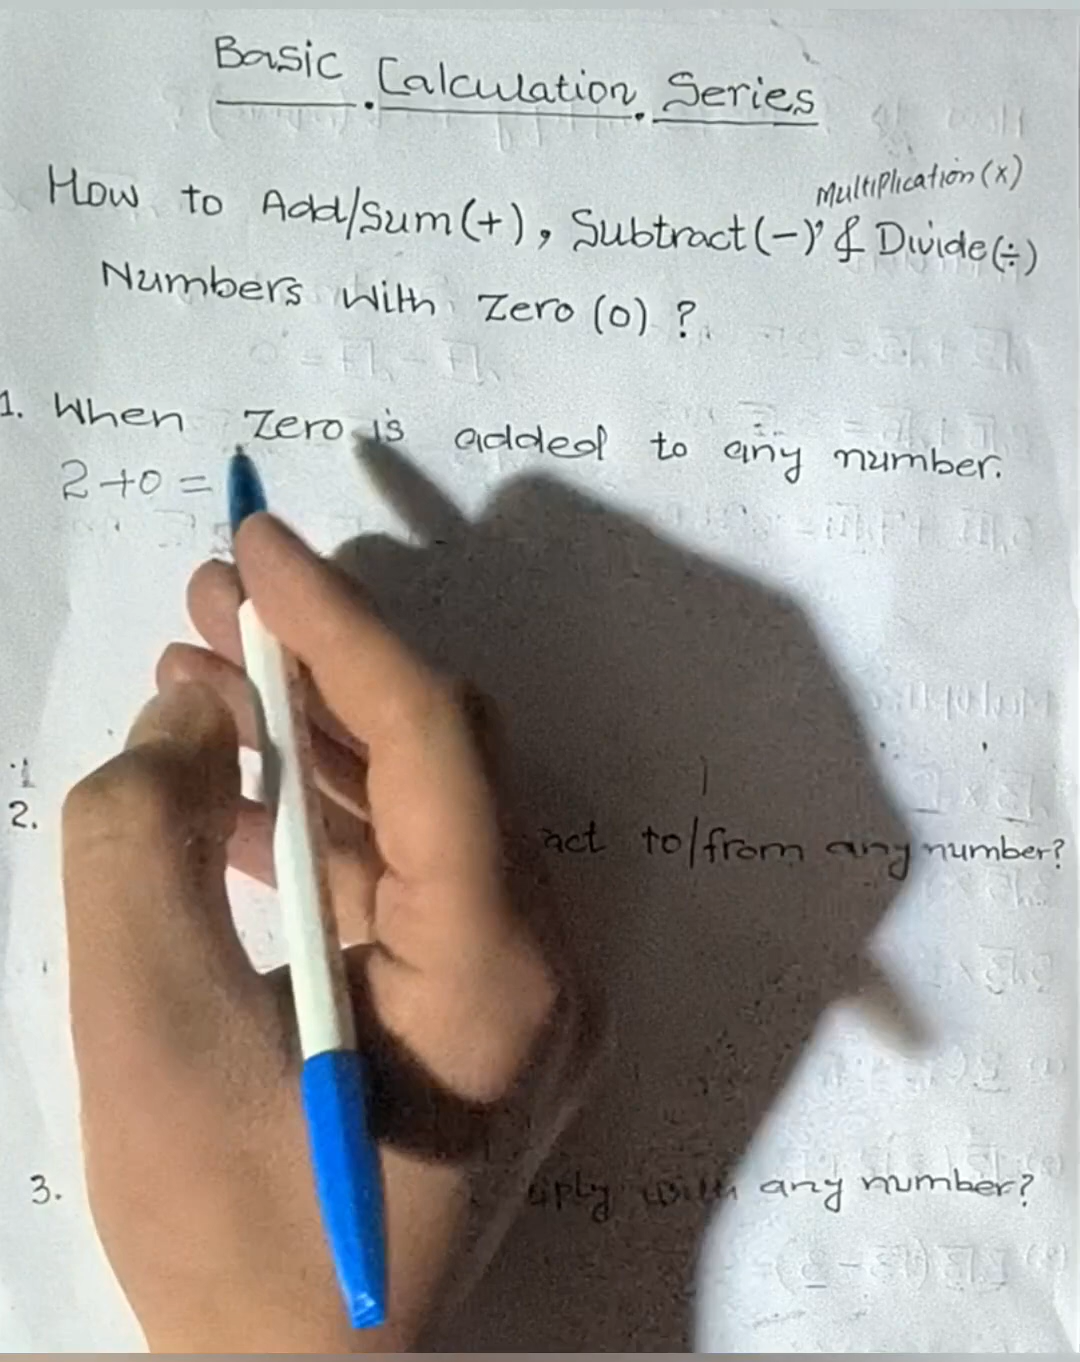 Basic Calculation Series
How to Add/Sum(+), Subtract(-), Multiplication(x) & Divide(÷)
Numbers with Zero (0) ?
1. When Zero is added to any number.
2+0=
2. act to/from any number?
3. any number?